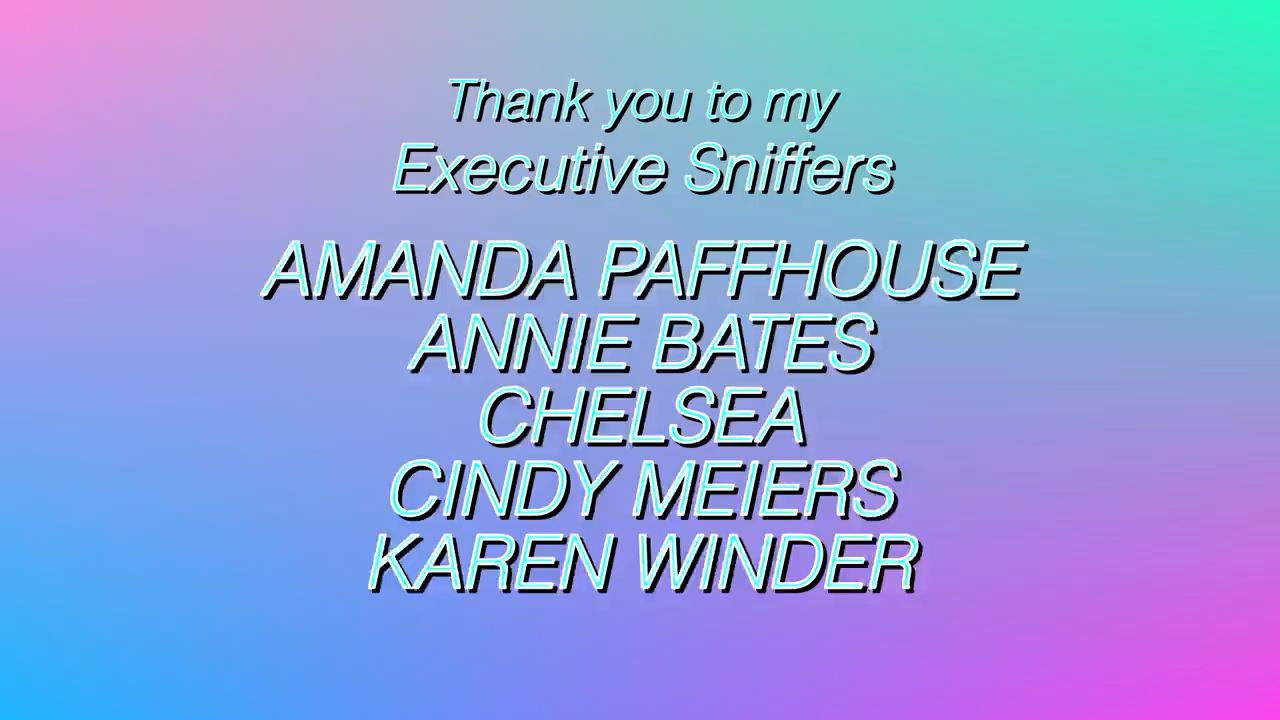 Thank you to my
Executive Sniffers
AMANDA PAFFHOUSE
ANNIE BATES
CHELSEA
CINDY MEIERS
KAREN WINDER